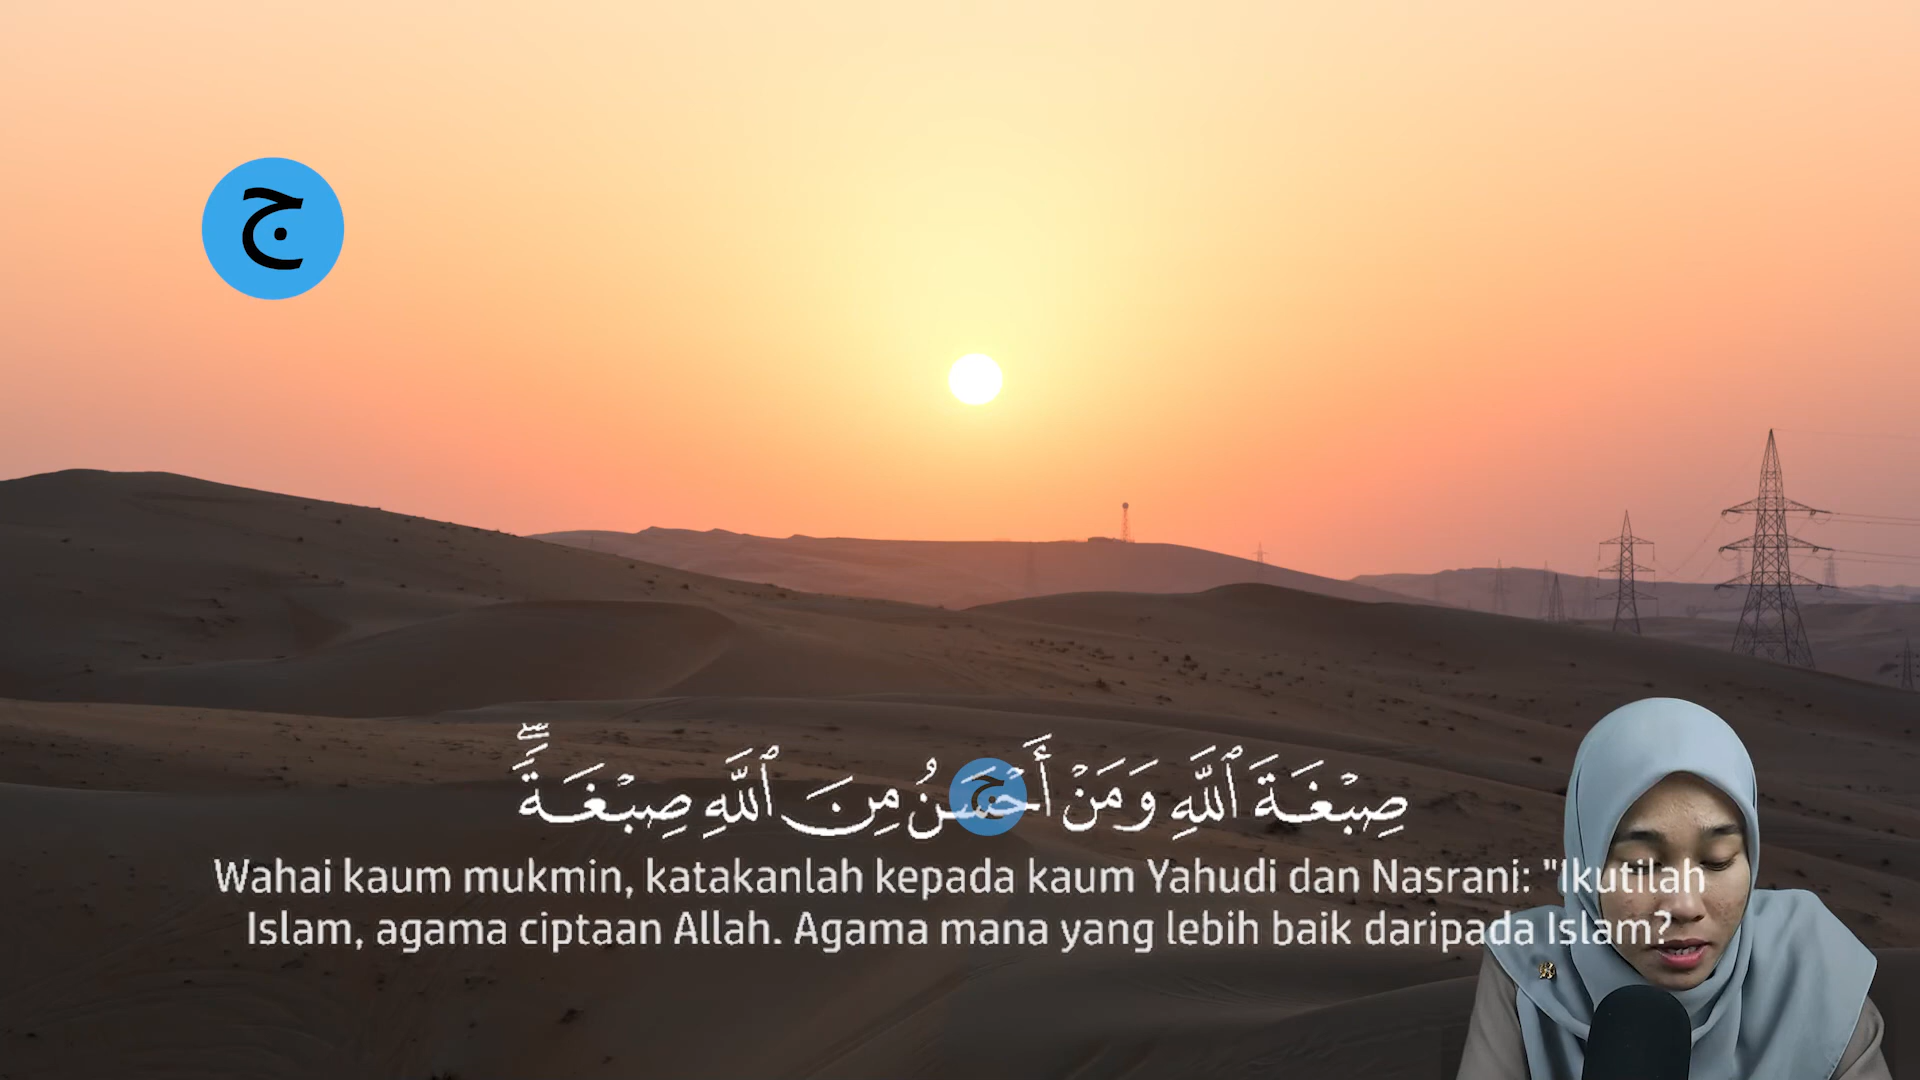 ج
صِبْغَةَ ٱللَّهِ وَمَنْ أَحْسَنُ مِنَ ٱللَّهِ صِبْغَةًۖ
ج
Wahai kaum mukmin, katakanlah kepada kaum Yahudi dan Nasrani: "Ikutilah
Islam, agama ciptaan Allah. Agama mana yang lebih baik daripada Islam?